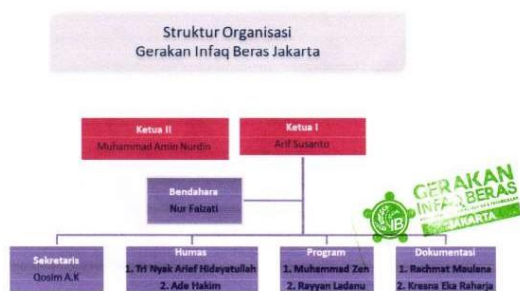 Struktur Organisasi
Gerakan Infaq Beras Jakarta
Ketua II
Muhammad Amin Nurdin
Ketua I
Arif Susanto
Bendahara
Nur Faizati
GERAKAN
INFAQ BERAS
JAKARTA
Sekretaris
Qosim A.K
Humas
1. Tri Nyak Arief Hidayatullah
2. Ade Hakim
Program
1. Muhammad Zen
2. Rayyan Ladanu
Dokumentasi
1. Rachmat Maulana
2. Kresna Eka Raharja